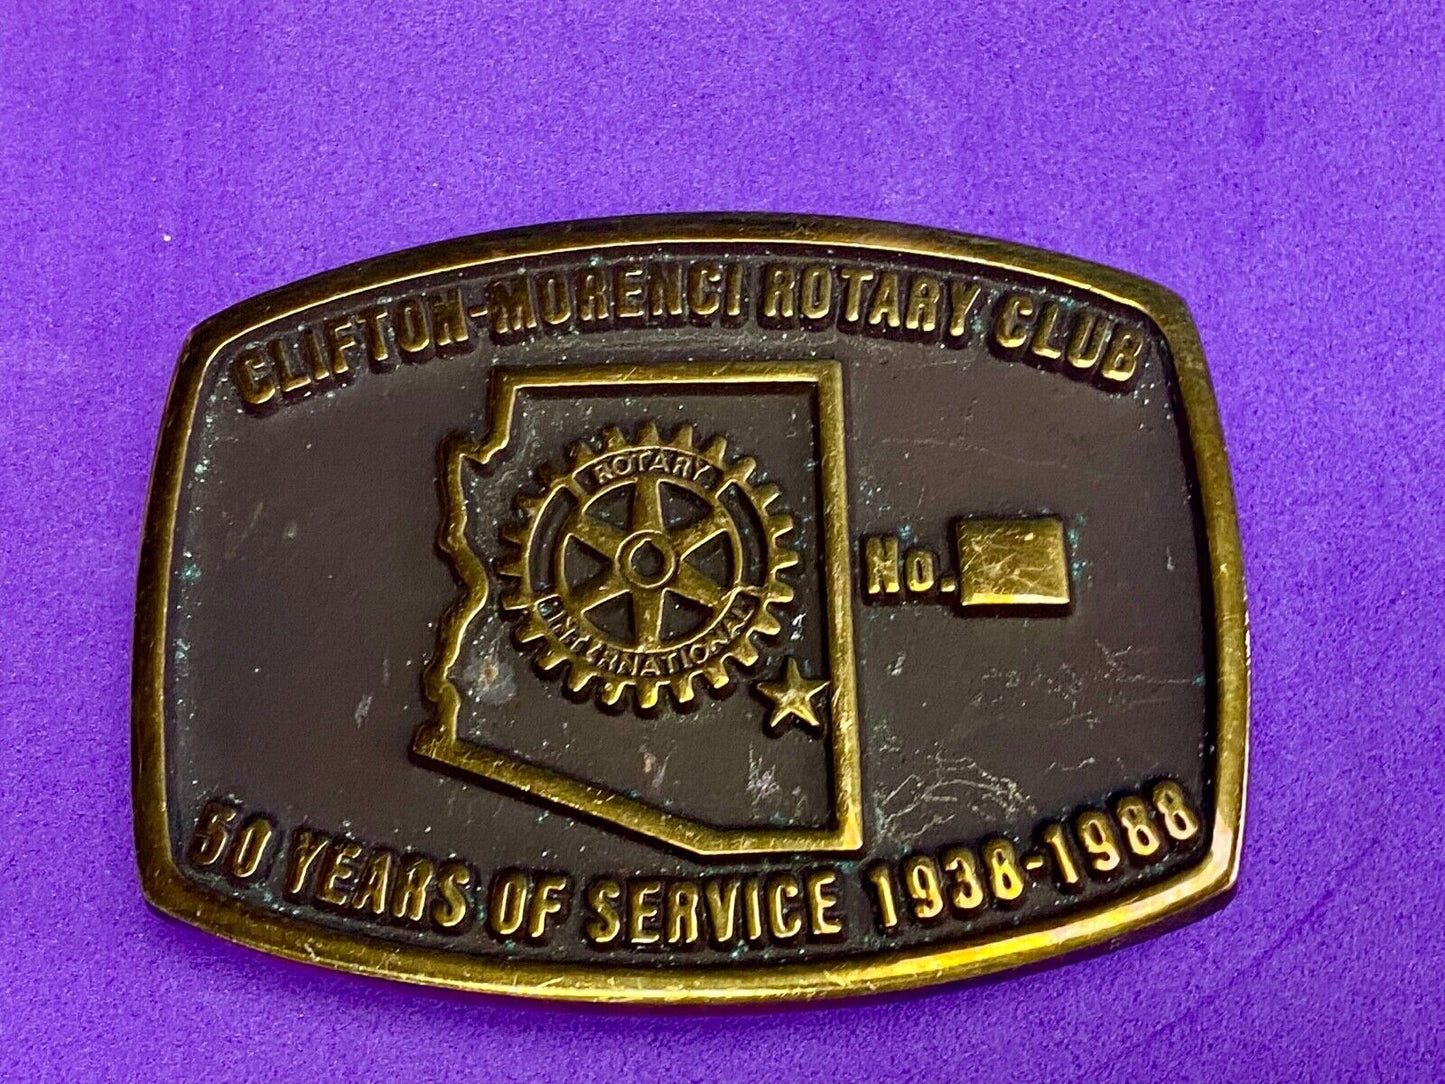 CLIFTON-MORENCI ROTARY CLUB
ROTARY
INTERNATIONAL
No.
50 YEARS OF SERVICE 1938-1988